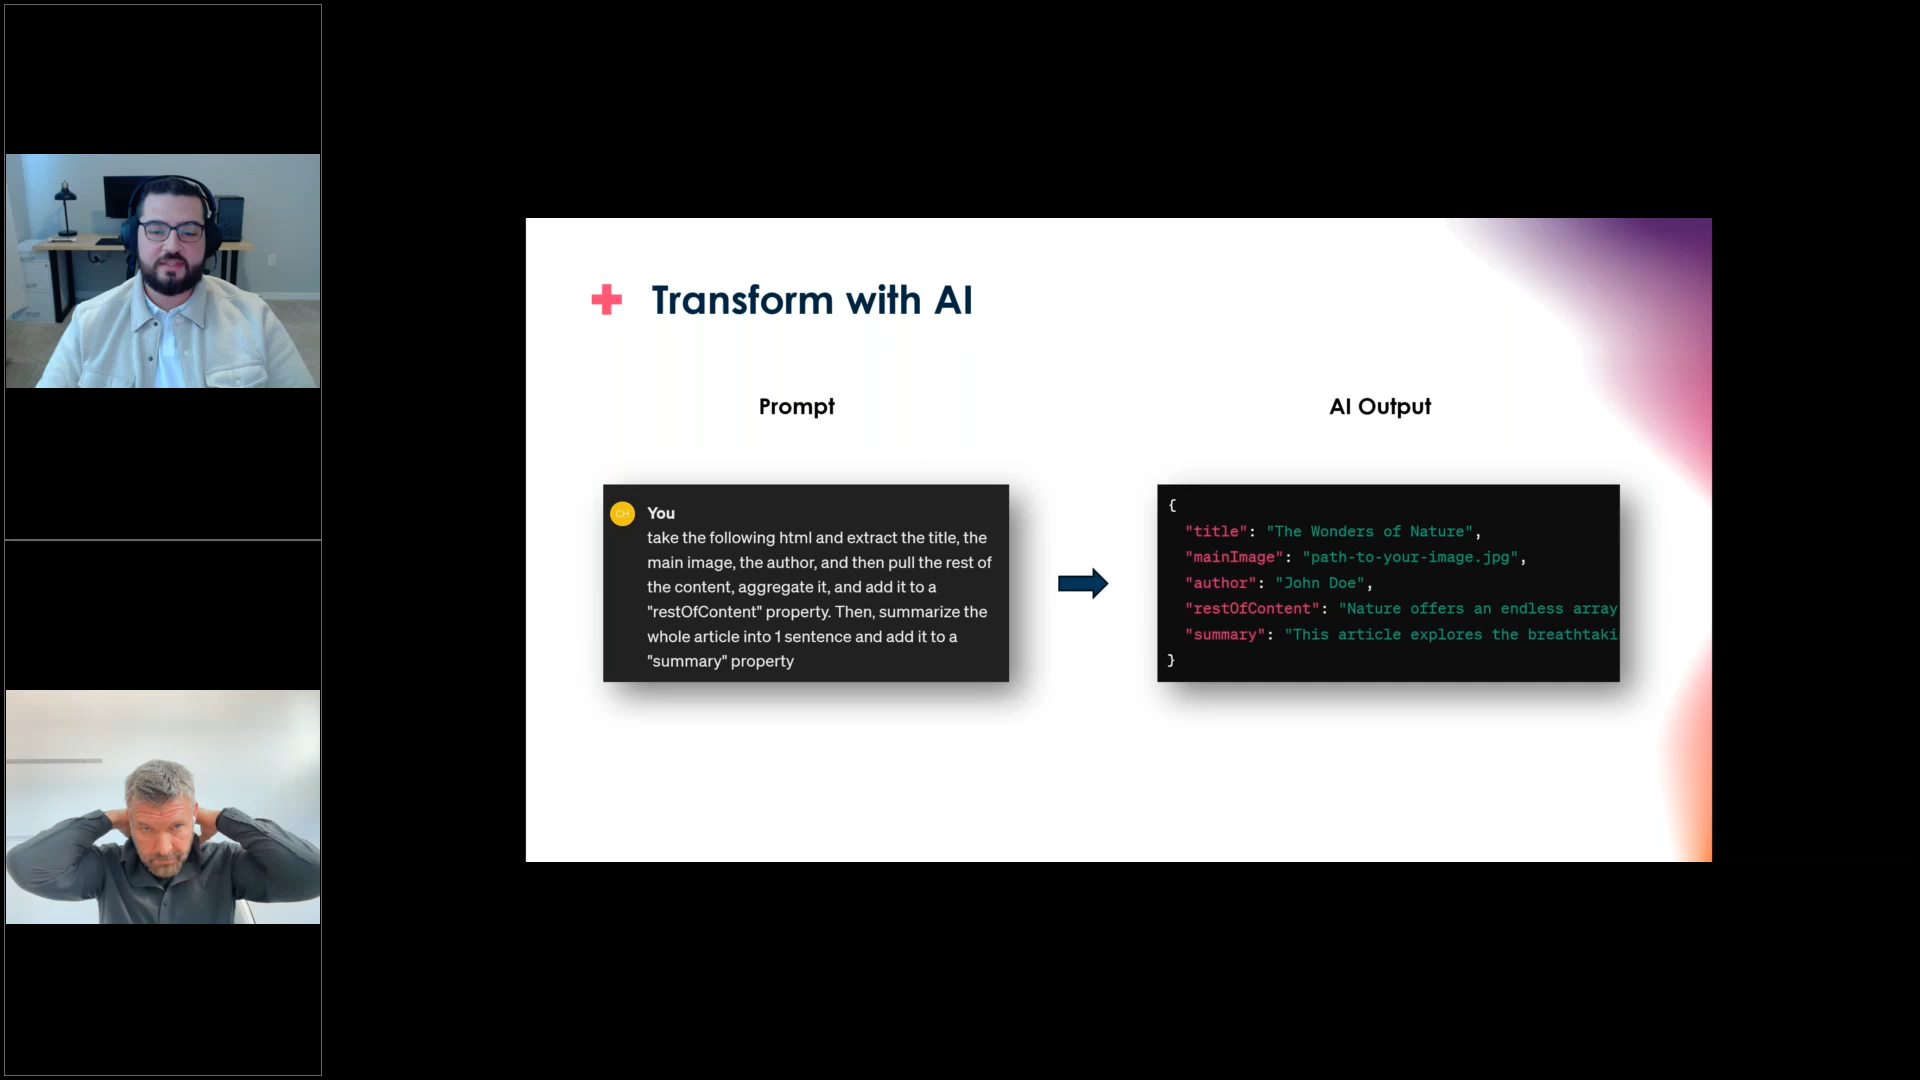 Transform with AI
Prompt
AI Output
CH
You
take the following html and extract the title, the
main image, the author, and then pull the rest of
the content, aggregate it, and add it to a
"restOfContent" property. Then, summarize the
whole article into 1 sentence and add it to a
"summary" property
{
"title": "The Wonders of Nature",
"mainImage": "path-to-your-image.jpg",
"author": "John Doe",
"restOfContent": "Nature offers an endless array
"summary": "This article explores the breathtaki
}